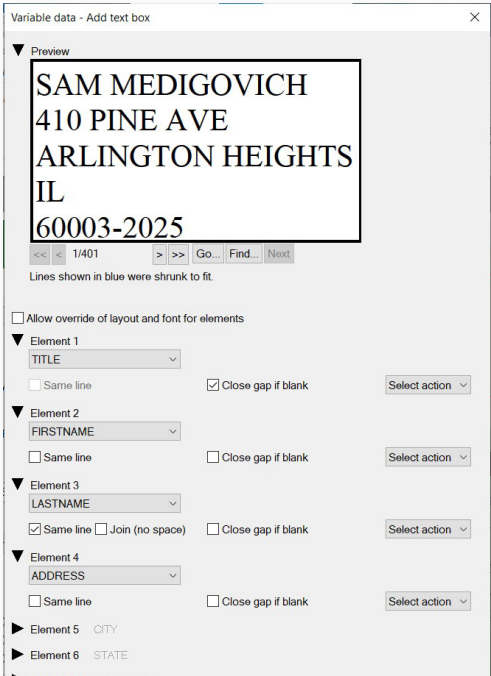 Variable data - Add text box
Preview
SAM MEDIGOVICH
410 PINE AVE
ARLINGTON HEIGHTS
IL
60003-2025
<< < 1/401 > >> Go... Find... Next
Lines shown in blue were shrunk to fit.
Allow override of layout and font for elements
Element 1
TITLE
Same line Close gap if blank Select action
Element 2
FIRSTNAME
Same line Close gap if blank Select action
Element 3
LASTNAME
Same line Join (no space) Close gap if blank Select action
Element 4
ADDRESS
Same line Close gap if blank Select action
Element 5 CITY
Element 6 STATE